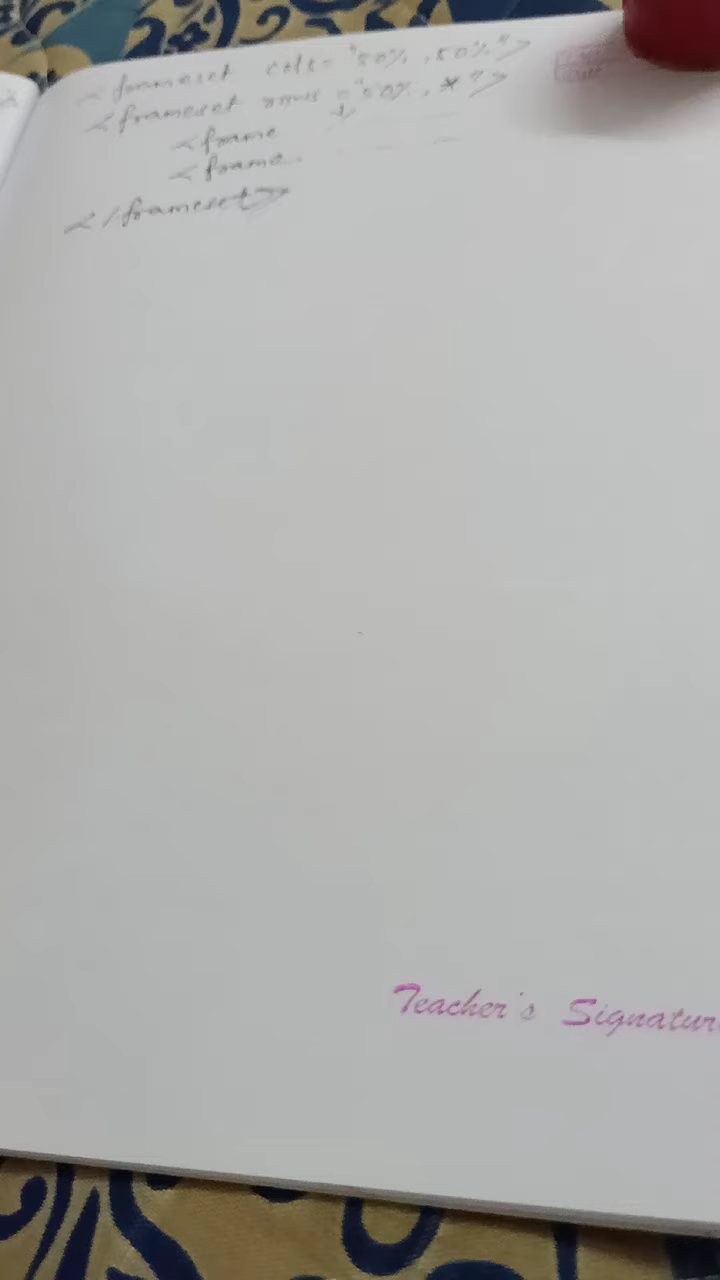 <frameset cols="50%, 50%">
<frameset rows="50%, *">
<frame
<frame
</frameset>
Teacher's Signatur